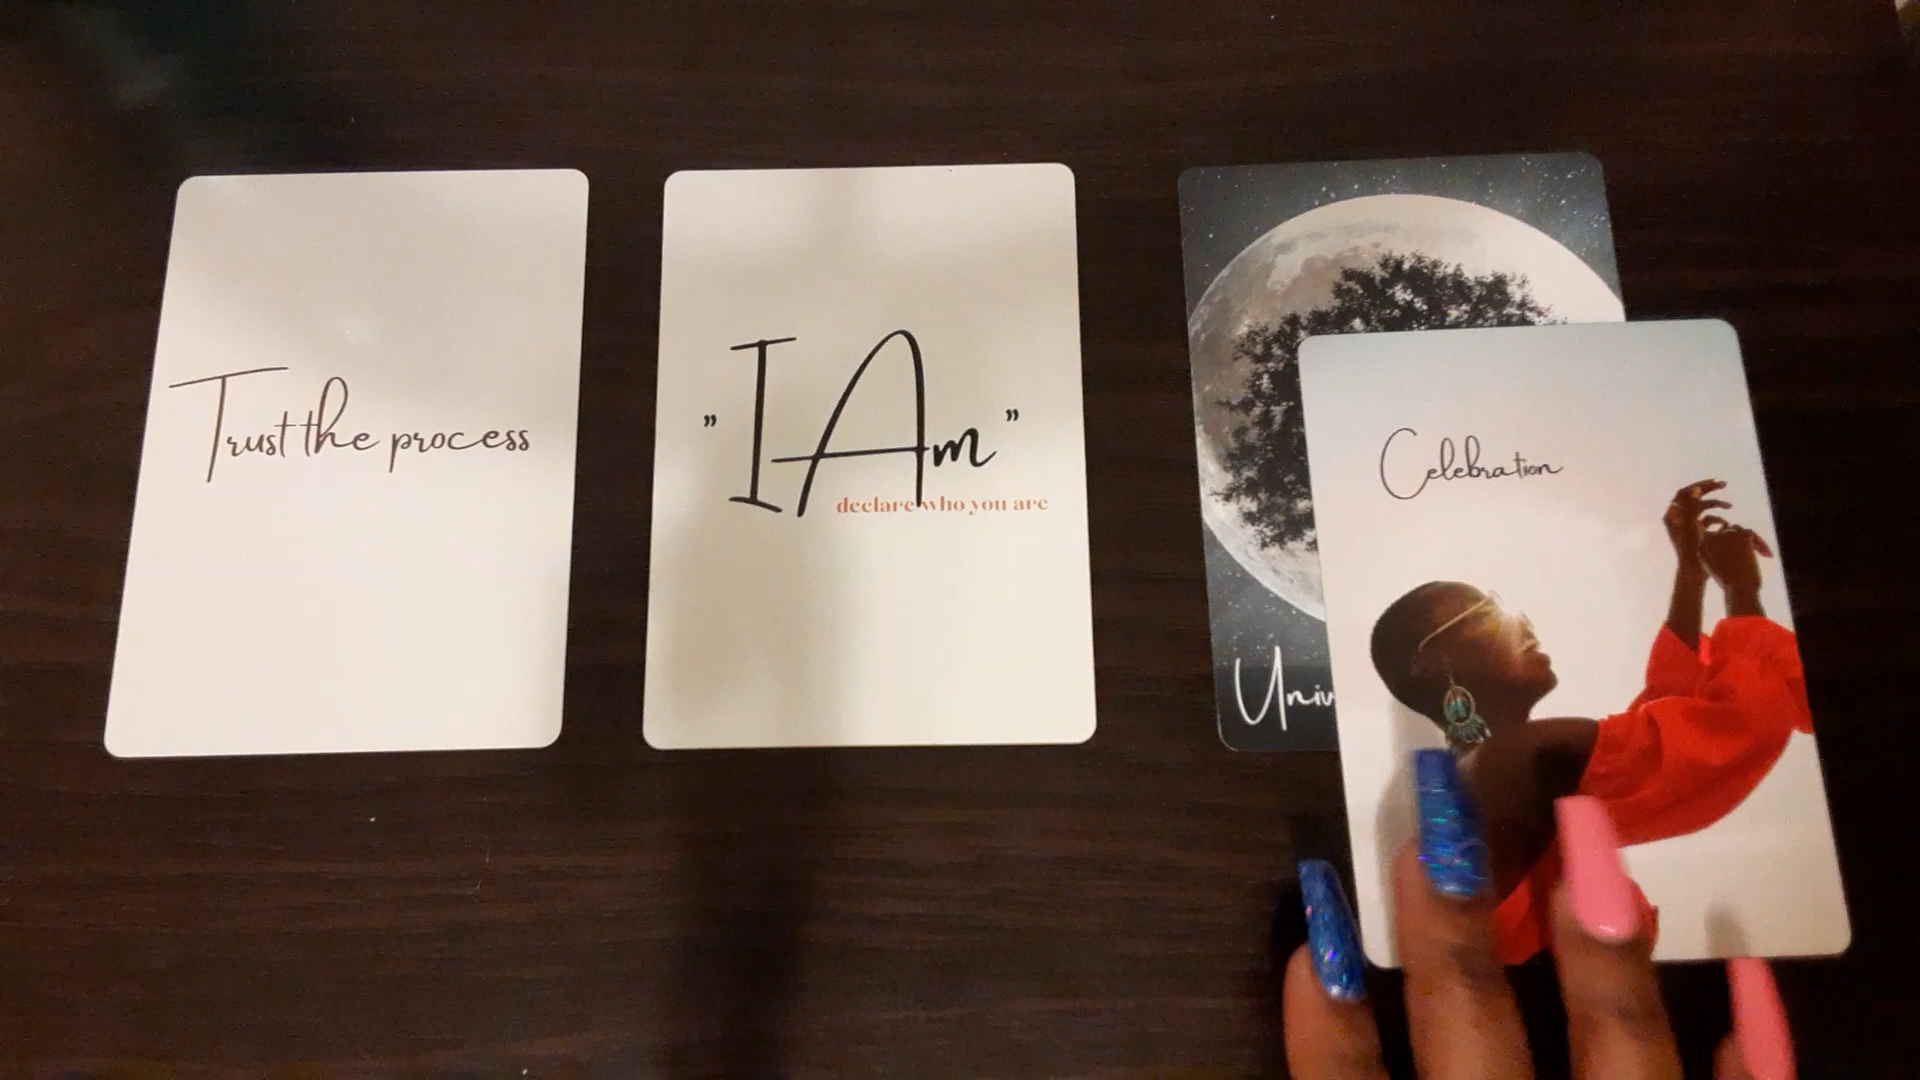 Trust the process
" I Am "
declare who you are
Celebration